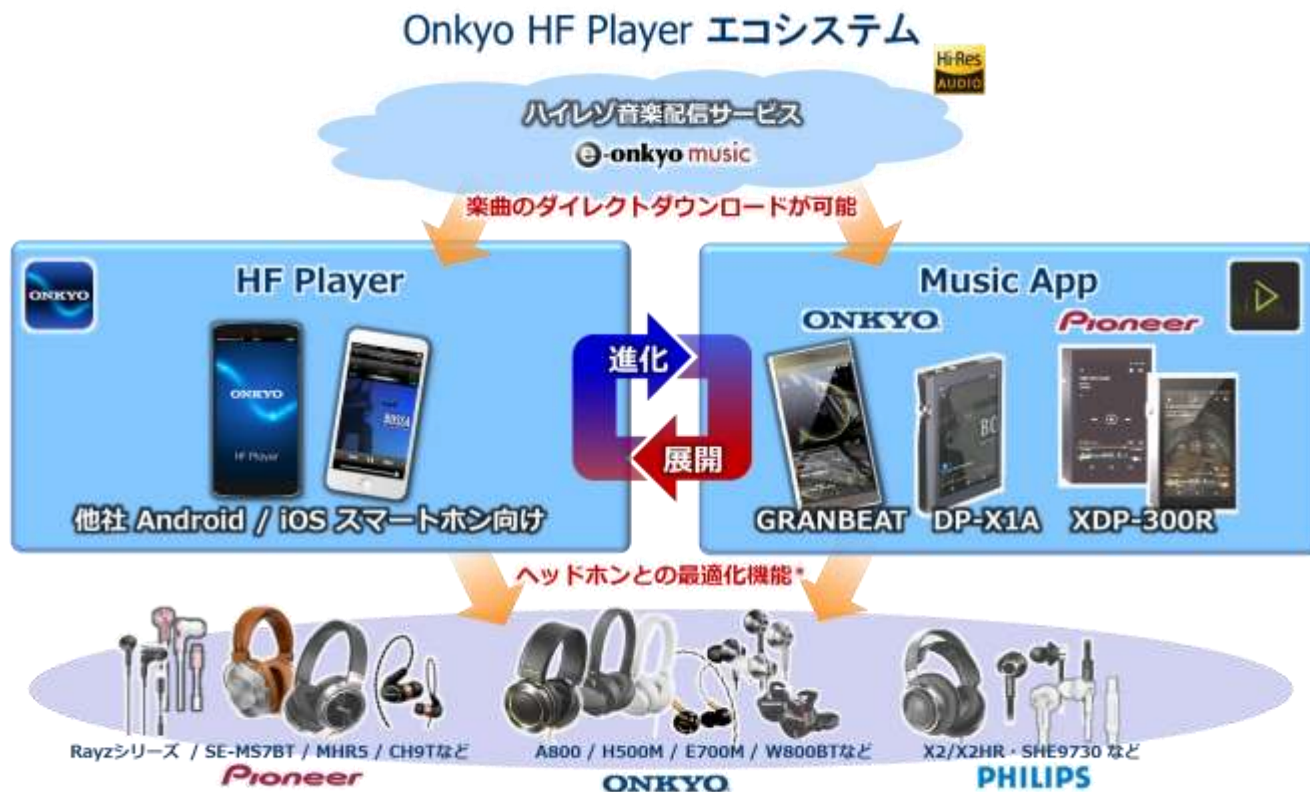 Onkyo HF Player エコシステム
Hi-Res
AUDIO
ハイレゾ音楽配信サービス
e-onkyo music
楽曲のダイレクトダウンロードが可能
HF Player
ONKYO
ONKYO
HF Player
BOSSA
他社 Android / iOS スマートホン向け
進化
展開
Music App
ONKYO
Pioneer
GRANBEAT DP-X1A XDP-300R
ヘッドホンとの最適化機能*
Rayzシリーズ / SE-MS7BT / MHR5 / CH9Tなど
Pioneer
A800 / H500M / E700M / W800BTなど
ONKYO
X2/X2HR・SHE9730 など
PHILIPS